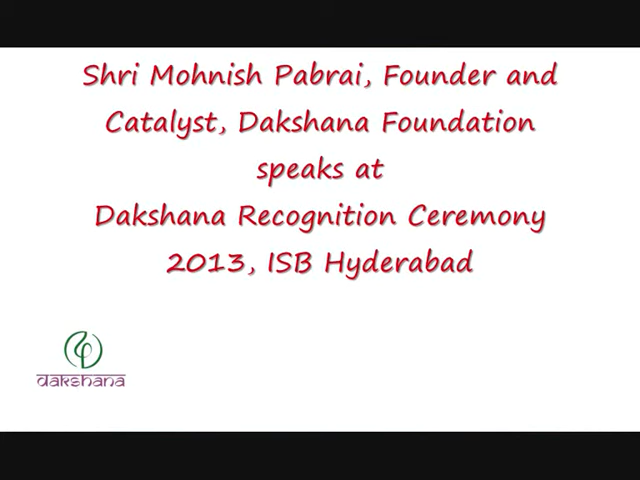 Shri Mohnish Pabrai, Founder and
Catalyst, Dakshana Foundation
speaks at
Dakshana Recognition Ceremony
2013, ISB Hyderabad
dakshana